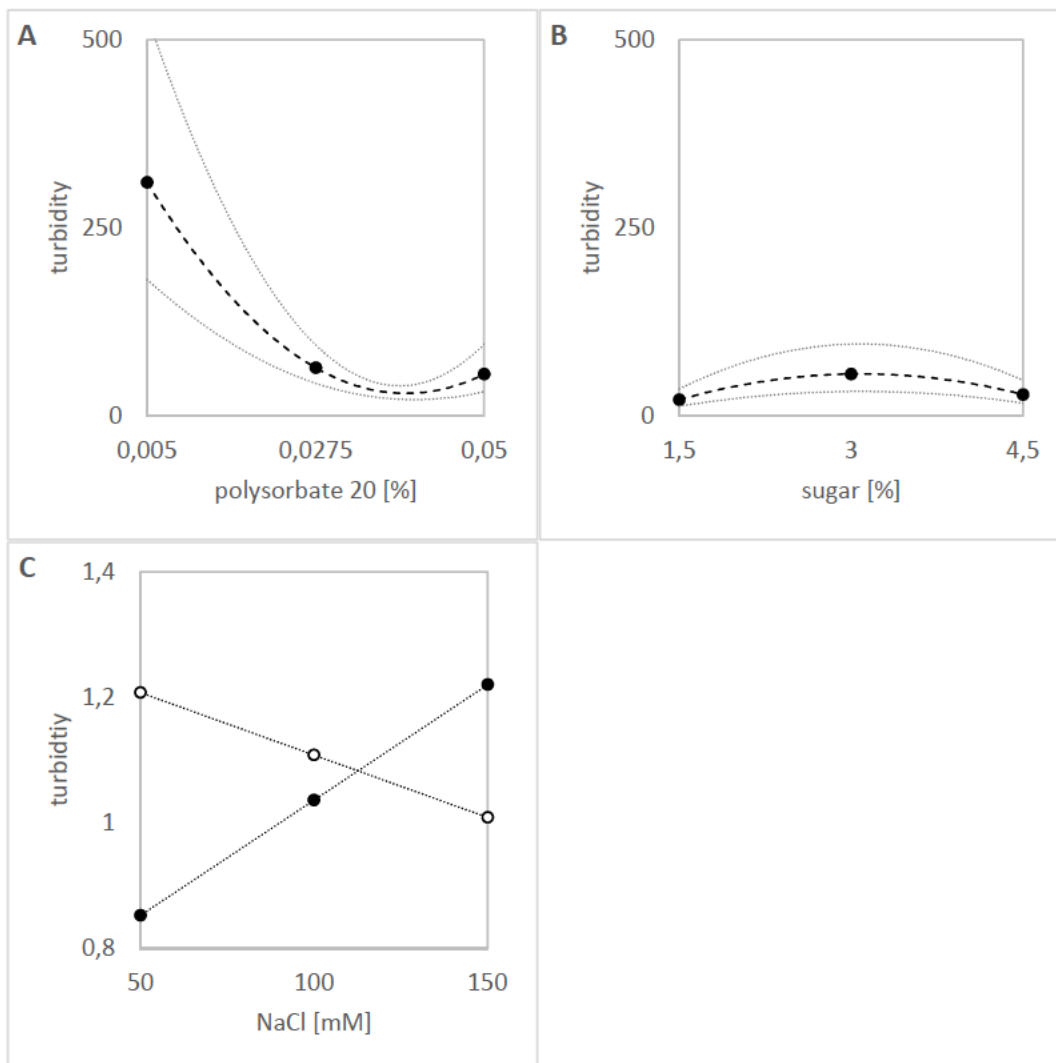 A
500
turbidity
250
0
0,005
0,0275
0,05
polysorbate 20 [%]
B
500
turbidity
250
0
1,5
3
4,5
sugar [%]
C
1,4
1,2
turbidtiy
1
0,8
50
100
150
NaCl [mM]